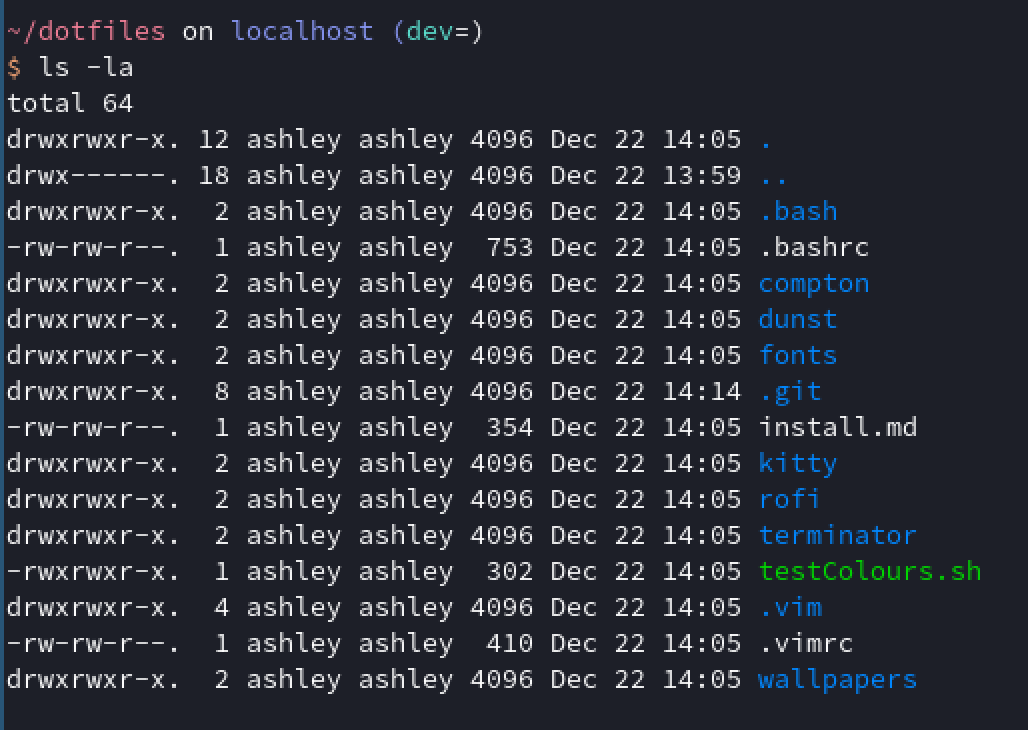 ~/dotfiles on localhost (dev=)
$ ls -la
total 64
drwxrwxr-x. 12 ashley ashley 4096 Dec 22 14:05 .
drwx------. 18 ashley ashley 4096 Dec 22 13:59 ..
drwxrwxr-x.  2 ashley ashley 4096 Dec 22 14:05 .bash
-rw-rw-r--.  1 ashley ashley  753 Dec 22 14:05 .bashrc
drwxrwxr-x.  2 ashley ashley 4096 Dec 22 14:05 compton
drwxrwxr-x.  2 ashley ashley 4096 Dec 22 14:05 dunst
drwxrwxr-x.  2 ashley ashley 4096 Dec 22 14:05 fonts
drwxrwxr-x.  8 ashley ashley 4096 Dec 22 14:14 .git
-rw-rw-r--.  1 ashley ashley  354 Dec 22 14:05 install.md
drwxrwxr-x.  2 ashley ashley 4096 Dec 22 14:05 kitty
drwxrwxr-x.  2 ashley ashley 4096 Dec 22 14:05 rofi
drwxrwxr-x.  2 ashley ashley 4096 Dec 22 14:05 terminator
-rwxrwxr-x.  1 ashley ashley  302 Dec 22 14:05 testColours.sh
drwxrwxr-x.  4 ashley ashley 4096 Dec 22 14:05 .vim
-rw-rw-r--.  1 ashley ashley  410 Dec 22 14:05 .vimrc
drwxrwxr-x.  2 ashley ashley 4096 Dec 22 14:05 wallpapers